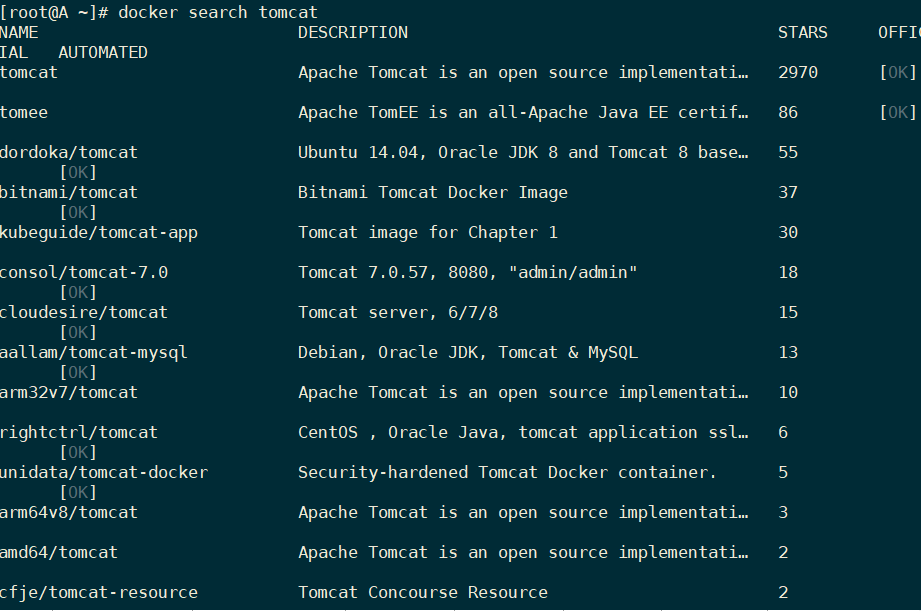 [root@A ~]# docker search tomcat
NAME DESCRIPTION STARS OFFIC
IAL AUTOMATED
tomcat Apache Tomcat is an open source implementati… 2970 [OK]
tomee Apache TomEE is an all-Apache Java EE certif… 86 [OK]
dordoka/tomcat Ubuntu 14.04, Oracle JDK 8 and Tomcat 8 base… 55
[OK]
bitnami/tomcat Bitnami Tomcat Docker Image 37
[OK]
kubeguide/tomcat-app Tomcat image for Chapter 1 30
consol/tomcat-7.0 Tomcat 7.0.57, 8080, "admin/admin" 18
[OK]
cloudesire/tomcat Tomcat server, 6/7/8 15
[OK]
aallam/tomcat-mysql Debian, Oracle JDK, Tomcat & MySQL 13
[OK]
arm32v7/tomcat Apache Tomcat is an open source implementati… 10
rightctrl/tomcat CentOS , Oracle Java, tomcat application ssl… 6
[OK]
unidata/tomcat-docker Security-hardened Tomcat Docker container. 5
[OK]
arm64v8/tomcat Apache Tomcat is an open source implementati… 3
amd64/tomcat Apache Tomcat is an open source implementati… 2
cfje/tomcat-resource Tomcat Concourse Resource 2